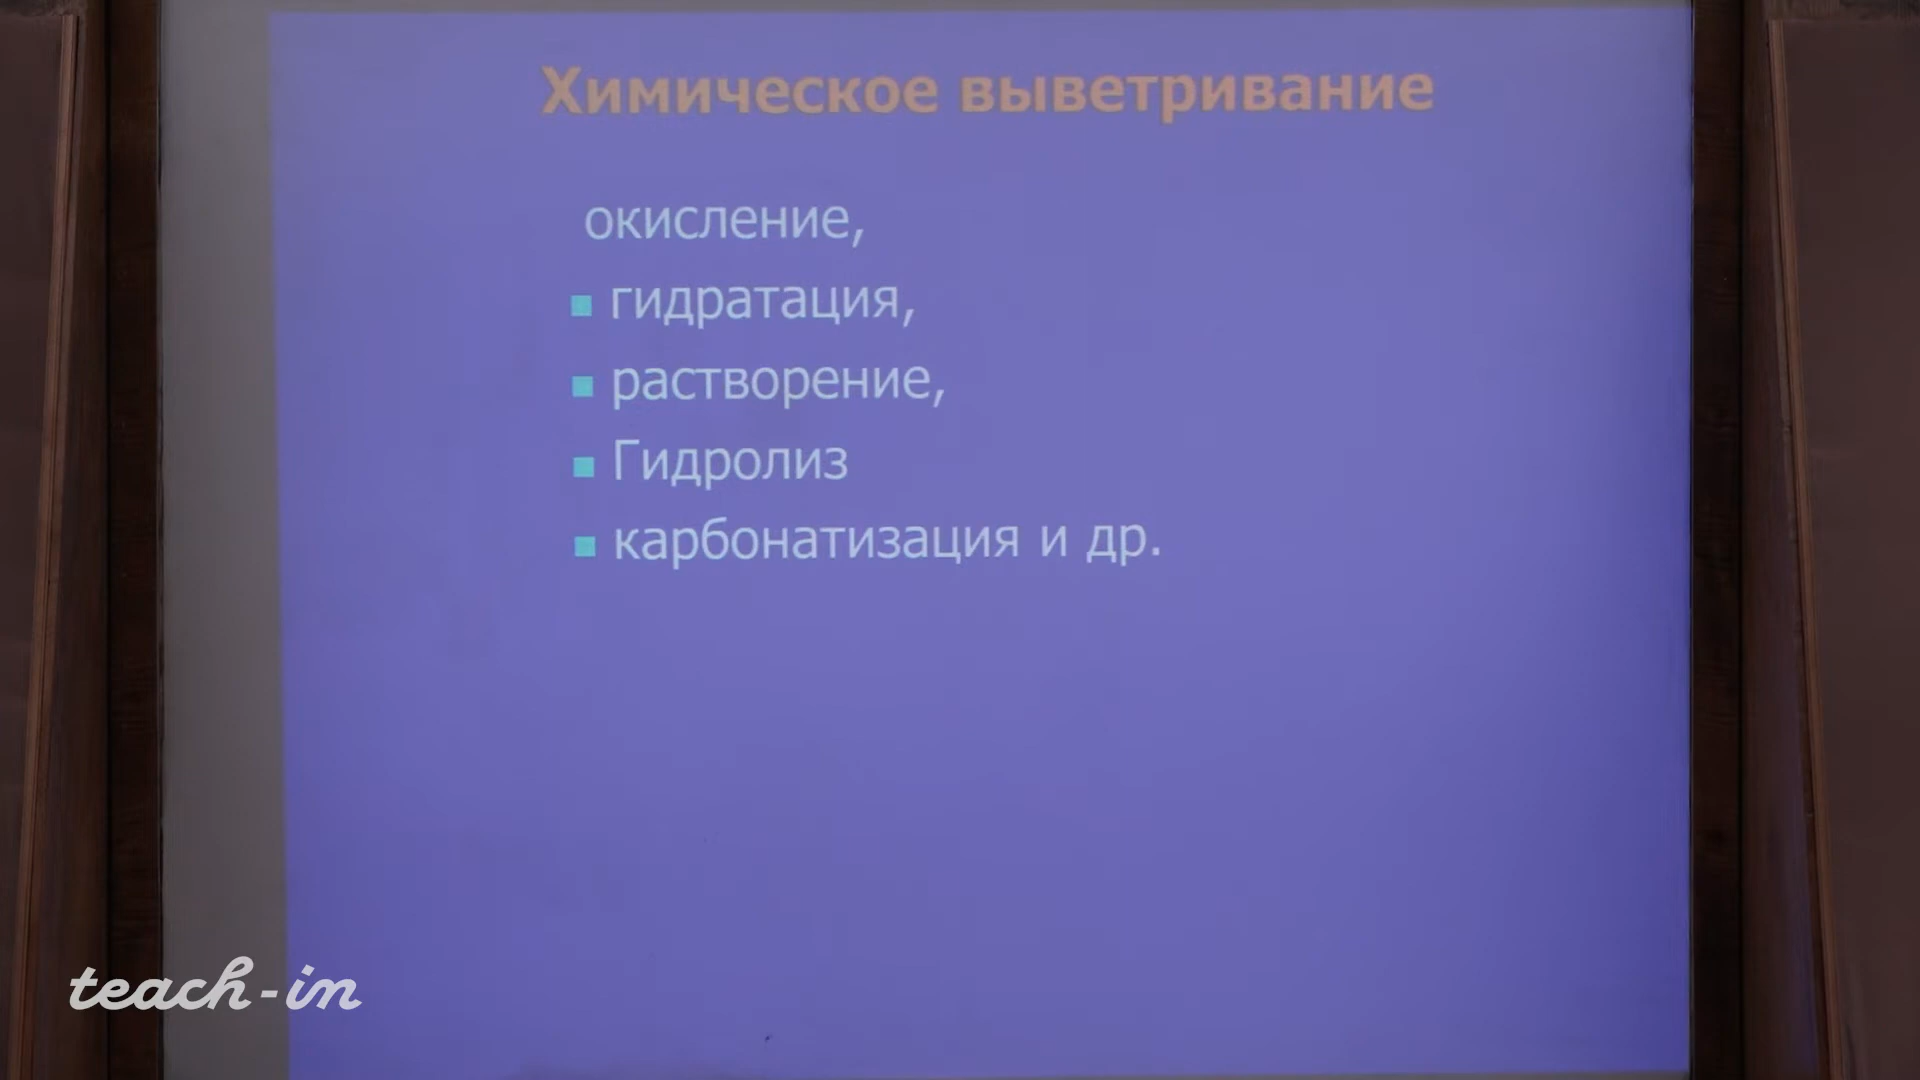 Химическое выветривание
окисление,
гидратация,
растворение,
Гидролиз
карбонатизация и др.
teach-in